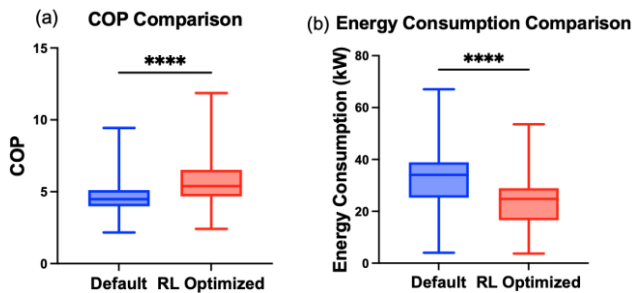 (a) COP Comparison
15
10
5
0
COP
****
Default RL Optimized
(b) Energy Consumption Comparison
80
60
40
20
0
Energy Consumption (kW)
****
Default RL Optimized